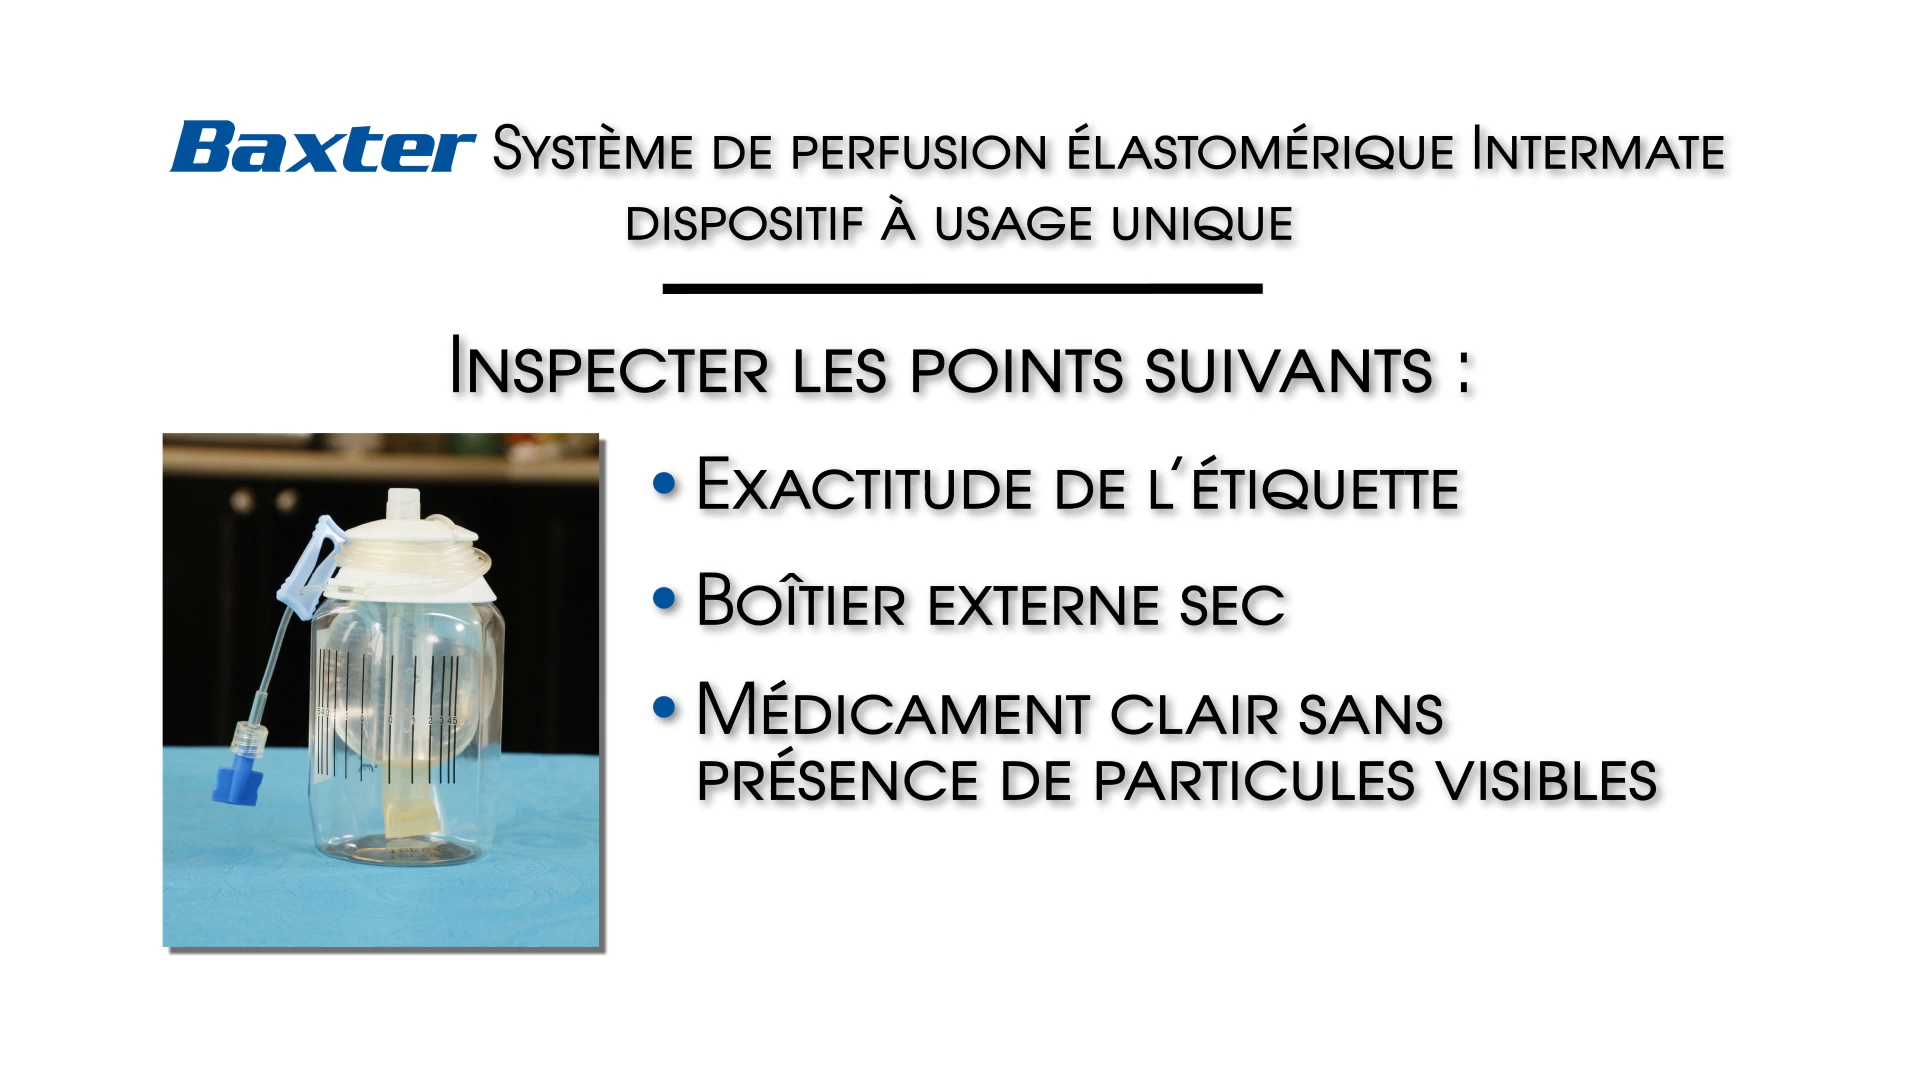 Baxter Système de perfusion élastomérique Intermate
dispositif à usage unique
Inspecter les points suivants :
• Exactitude de l'étiquette
• Boîtier externe sec
• Médicament clair sans
présence de particules visibles